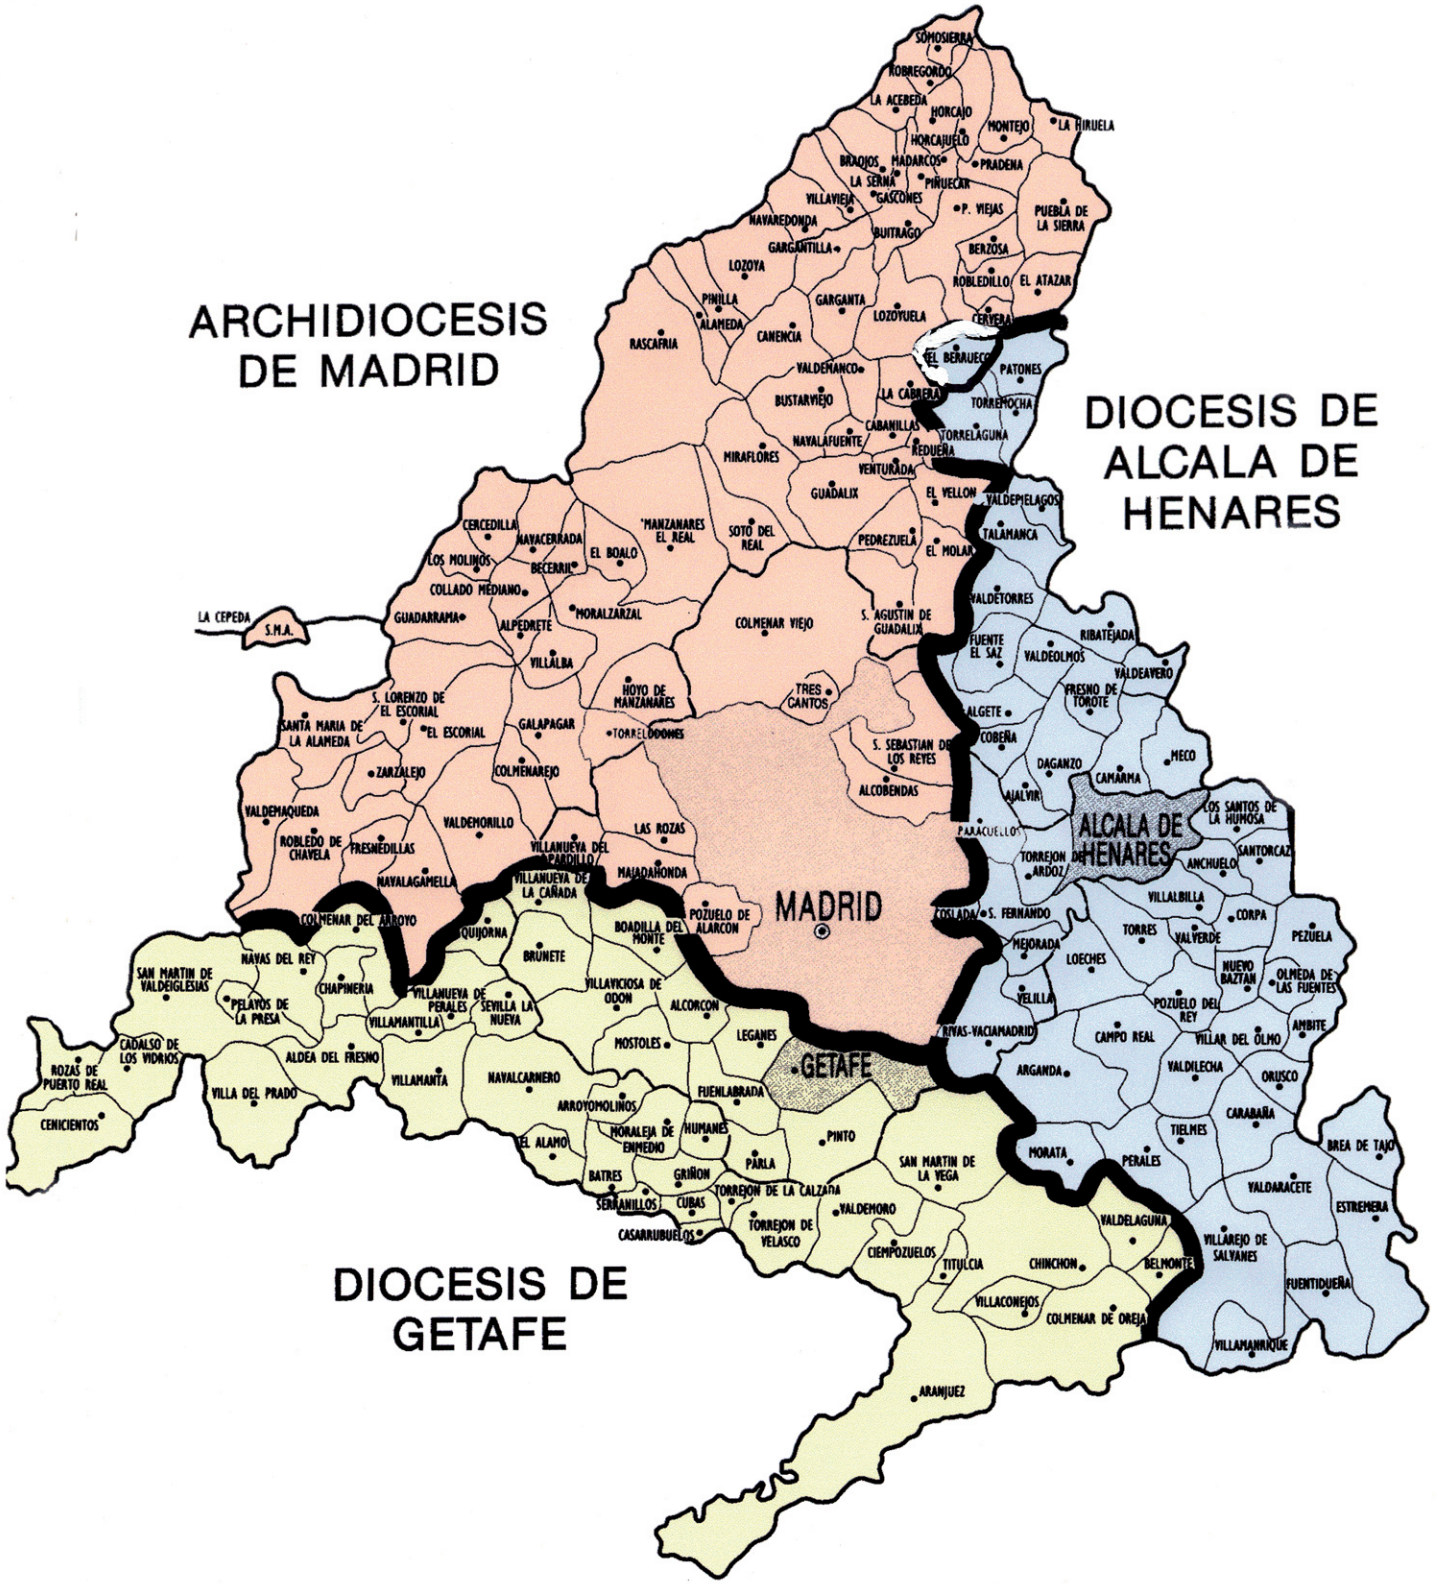 SOMOSIERRA
ROBREGORDO
LA ACEBEDA
HORCAJO
MONTEJO
LA HIRUELA
HORCAJUELO
BRAOJOS
MADARCOS
PRADENA
LA SERNA
PIÑUECAR
VILLAVIEJA
GASCONES
P. VIEJAS
PUEBLA DE
LA SIERRA
NAVAREDONDA
BUITRAGO
GARGANTILLA
BERZOSA
LOZOYA
ROBLEDILLO
EL ATAZAR
PINILLA
GARGANTA
ALAMEDA
LOZOYUELA
CERVERA
ARCHIDIOCESIS
DE MADRID
RASCAFRIA
CANENCIA
EL BERRUECO
PATONES
VALDEMANCO
BUSTARVIEJO
LA CABRERA
TORREMOCHA
DIOCESIS DE
ALCALA DE
HENARES
CABANILLAS
TORRELAGUNA
NAVALAFUENTE
REDUEÑA
MIRAFLORES
VENTURADA
GUADALIX
EL VELLON
VALDEPIELAGOS
CERCEDILLA
NAVACERRADA
MANZANARES
EL REAL
SOTO DEL
REAL
PEDREZUELA
TALAMANCA
EL MOLAR
LOS MOLINOS
BECERRIL
EL BOALO
COLLADO MEDIANO
VALDETORRES
LA CEPEDA
S.M.A.
GUADARRAMA
ALPEDRETE
MORALZARZAL
COLMENAR VIEJO
S. AGUSTIN DE
GUADALIX
FUENTE
EL SAZ
RIBATEJADA
VALDEOLMOS
VILLALBA
VALDEAVERO
HOYO DE
MANZANARES
TRES
CANTOS
FRESNO DE
TOROTE
S. LORENZO DE
EL ESCORIAL
ALGETE
SANTA MARIA DE
LA ALAMEDA
EL ESCORIAL
GALAPAGAR
TORRELODONES
COBEÑA
S. SEBASTIAN DE
LOS REYES
MECO
ZARZALEJO
COLMENAREJO
DAGANZO
CAMARMA
ALCOBENDAS
AJALVIR
VALDEMAQUEDA
VALDEMORILLO
LAS ROZAS
PARACUELLOS
ALCALA DE
HENARES
LOS SANTOS DE
LA HUMOSA
ROBLEDO DE
CHAVELA
FRESNEDILLAS
VILLANUEVA DEL
PARDILLO
TORREJON DE
ARDOZ
ANCHUELO
SANTORCAZ
NAVALAGAMELLA
VILLANUEVA DE
LA CAÑADA
MAJADAHONDA
VILLALBILLA
MADRID
COLMENAR DEL ARROYO
POZUELO DE
ALARCON
COSLADA
S. FERNANDO
CORPA
QUIJORNA
BOADILLA DEL
MONTE
TORRES
VALVERDE
PEZUELA
BRUNETE
MEJORADA
NAVAS DEL REY
LOECHES
NUEVO
BAZTAN
OLMEDA DE
LAS FUENTES
SAN MARTIN DE
VALDEIGLESIAS
CHAPINERIA
VILLANUEVA DE
PERALES
SEVILLA LA
NUEVA
VILLAVICIOSA DE
ODON
ALCORCON
VELILLA
PELAYOS DE
LA PRESA
POZUELO DEL
REY
VILLAMANTILLA
LEGANES
RIVAS-VACIAMADRID
CAMPO REAL
VILLAR DEL OLMO
AMBITE
CADALSO DE
LOS VIDRIOS
ALDEA DEL FRESNO
MOSTOLES
GETAFE
ROZAS DE
PUERTO REAL
VILLAMANTA
NAVALCARNERO
ARGANDA
VALDILECHA
ORUSCO
VILLA DEL PRADO
FUENLABRADA
ARROYOMOLINOS
CARABAÑA
CENICIENTOS
MORALEJA DE
ENMEDIO
HUMANES
PINTO
TIELMES
EL ALAMO
BREA DE TAJO
MORATA
PERALES
PARLA
SAN MARTIN DE
LA VEGA
BATRES
GRIÑON
TORREJON DE LA CALZADA
VALDARACETE
SERRANILLOS
CUBAS
VALDEMORO
ESTREMERA
CASARRUBUELOS
TORREJON DE
VELASCO
VALDELAGUNA
VILLAREJO DE
SALVANES
CIEMPOZUELOS
TITULCIA
CHINCHON
BELMONTE
FUENTIDUEÑA
DIOCESIS DE
GETAFE
VILLACONEJOS
COLMENAR DE OREJA
VILLAMANRIQUE
ARANJUEZ